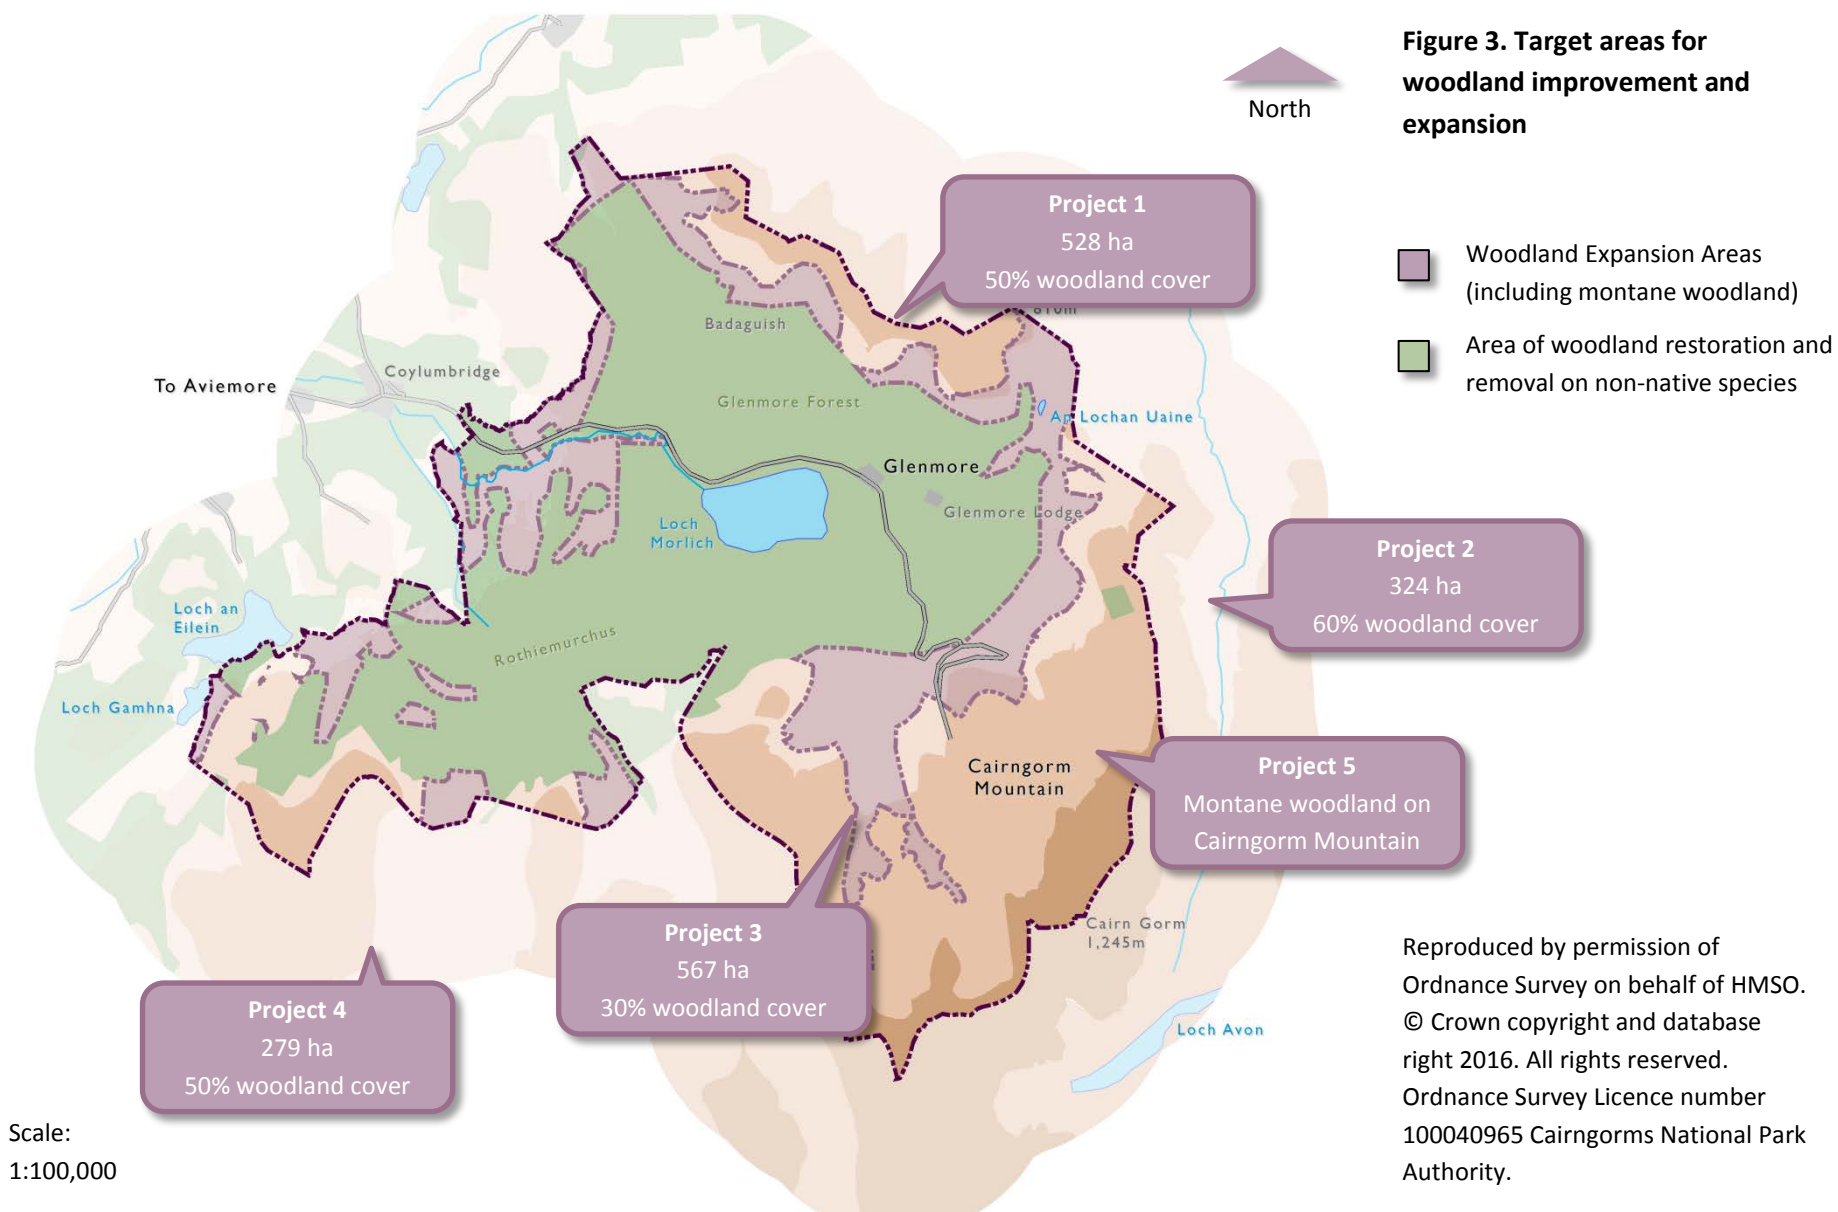 Figure 3. Target areas for
woodland improvement and
expansion
North
Woodland Expansion Areas
(including montane woodland)
Area of woodland restoration and
removal on non-native species
Project 1
528 ha
50% woodland cover
810m
Badaguish
Coylumbridge
To Aviemore
Glenmore Forest
An Lochan Uaine
Glenmore
Glenmore Lodge
Loch
Morlich
Project 2
324 ha
60% woodland cover
Loch an
Eilein
Rothiemurchus
Loch Gamhna
Cairngorm
Mountain
Project 5
Montane woodland on
Cairngorm Mountain
Project 3
567 ha
30% woodland cover
Cairn Gorm
1,245m
Project 4
279 ha
50% woodland cover
Loch Avon
Scale:
1:100,000
Reproduced by permission of
Ordnance Survey on behalf of HMSO.
© Crown copyright and database
right 2016. All rights reserved.
Ordnance Survey Licence number
100040965 Cairngorms National Park
Authority.